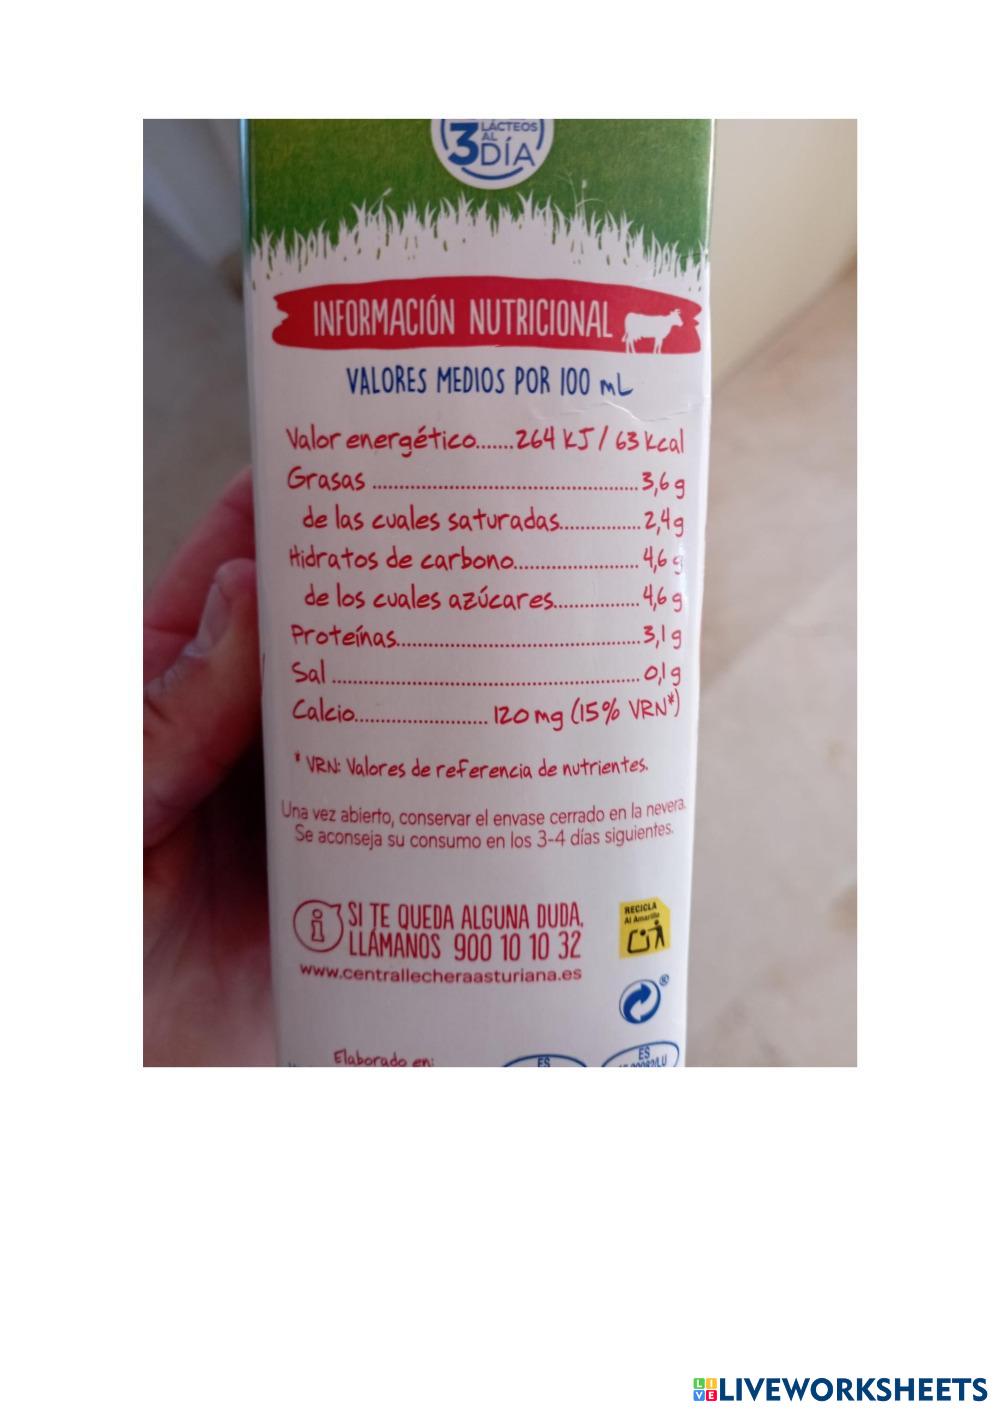 3 LÁCTEOS
AL
DÍA
INFORMACIÓN NUTRICIONAL
VALORES MEDIOS POR 100 mL
Valor energético.......264 kJ / 63 kcal
Grasas ............................................... 3,6 g
de las cuales saturadas.............. 2,4 g
Hidratos de carbono...................... 4,6 g
de los cuales azúcares............... 4,6 g
Proteínas........................................... 3,1 g
Sal ..................................................... 0,1 g
Calcio....................... 120 mg (15% VRN*)
* VRN: Valores de referencia de nutrientes.
Una vez abierto, conservar el envase cerrado en la nevera.
Se aconseja su consumo en los 3-4 días siguientes.
i SI TE QUEDA ALGUNA DUDA,
LLÁMANOS 900 10 10 32
www.centrallecheraasturiana.es
RECICLA
Al Amarillo
®
Elaborado en:
ES
ES
LIVEWORKSHEETS